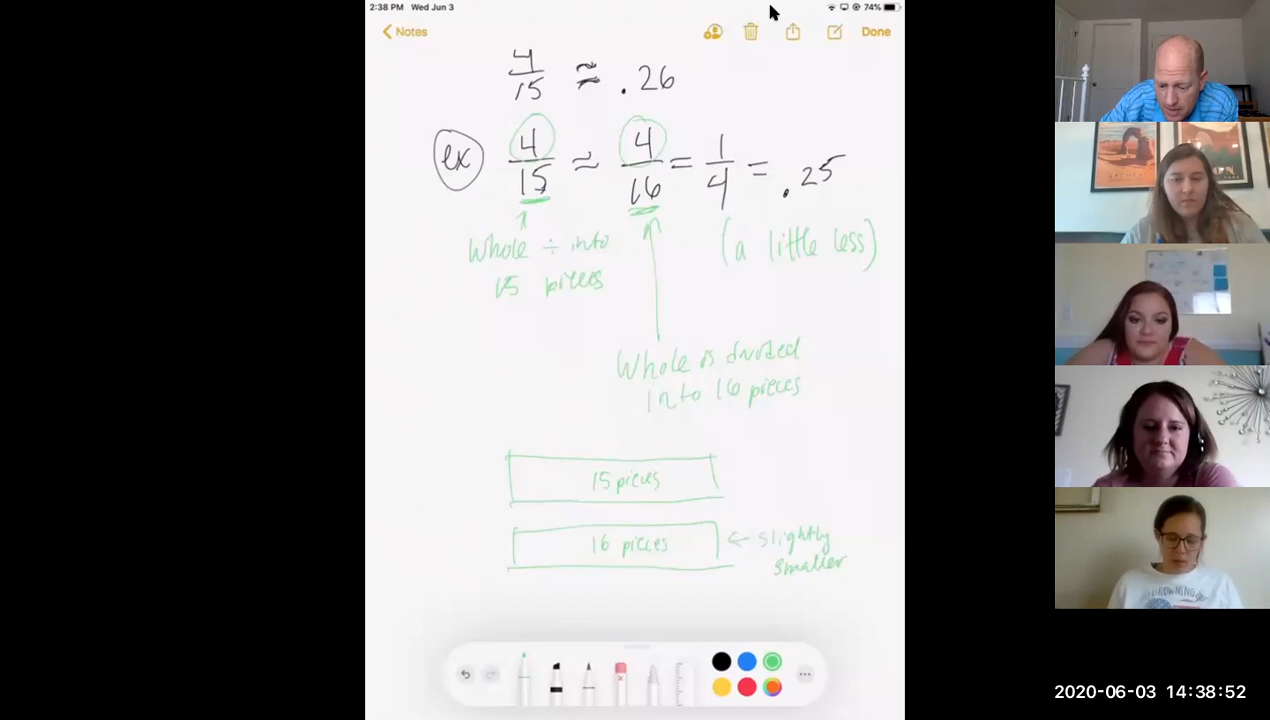 2:38 PM Wed Jun 3
74%
Notes
Done
4/15 ≈ .26
ex 4/15 ≈ 4/16 = 1/4 = .25
Whole ÷ into
15 pieces
(a little less)
Whole is divided
into 16 pieces
15 pieces
16 pieces ← slightly
smaller
BROWNING
2020-06-03 14:38:52